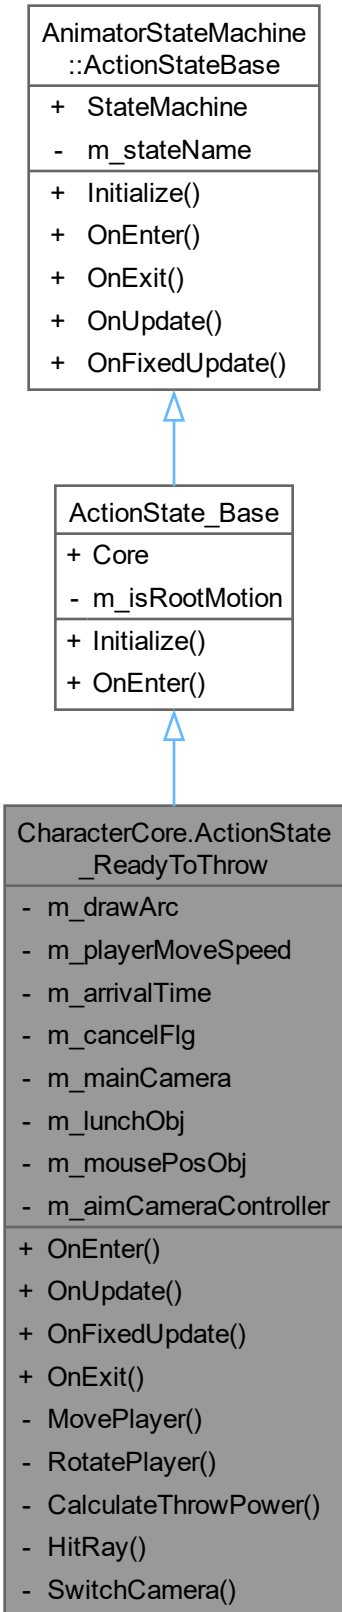 AnimatorStateMachine
::ActionStateBase
+ StateMachine
- m_stateName
+ Initialize()
+ OnEnter()
+ OnExit()
+ OnUpdate()
+ OnFixedUpdate()
ActionState_Base
+ Core
- m_isRootMotion
+ Initialize()
+ OnEnter()
CharacterCore.ActionState
_ReadyToThrow
- m_drawArc
- m_playerMoveSpeed
- m_arrivalTime
- m_cancelFlg
- m_mainCamera
- m_lunchObj
- m_mousePosObj
- m_aimCameraController
+ OnEnter()
+ OnUpdate()
+ OnFixedUpdate()
+ OnExit()
- MovePlayer()
- RotatePlayer()
- CalculateThrowPower()
- HitRay()
- SwitchCamera()